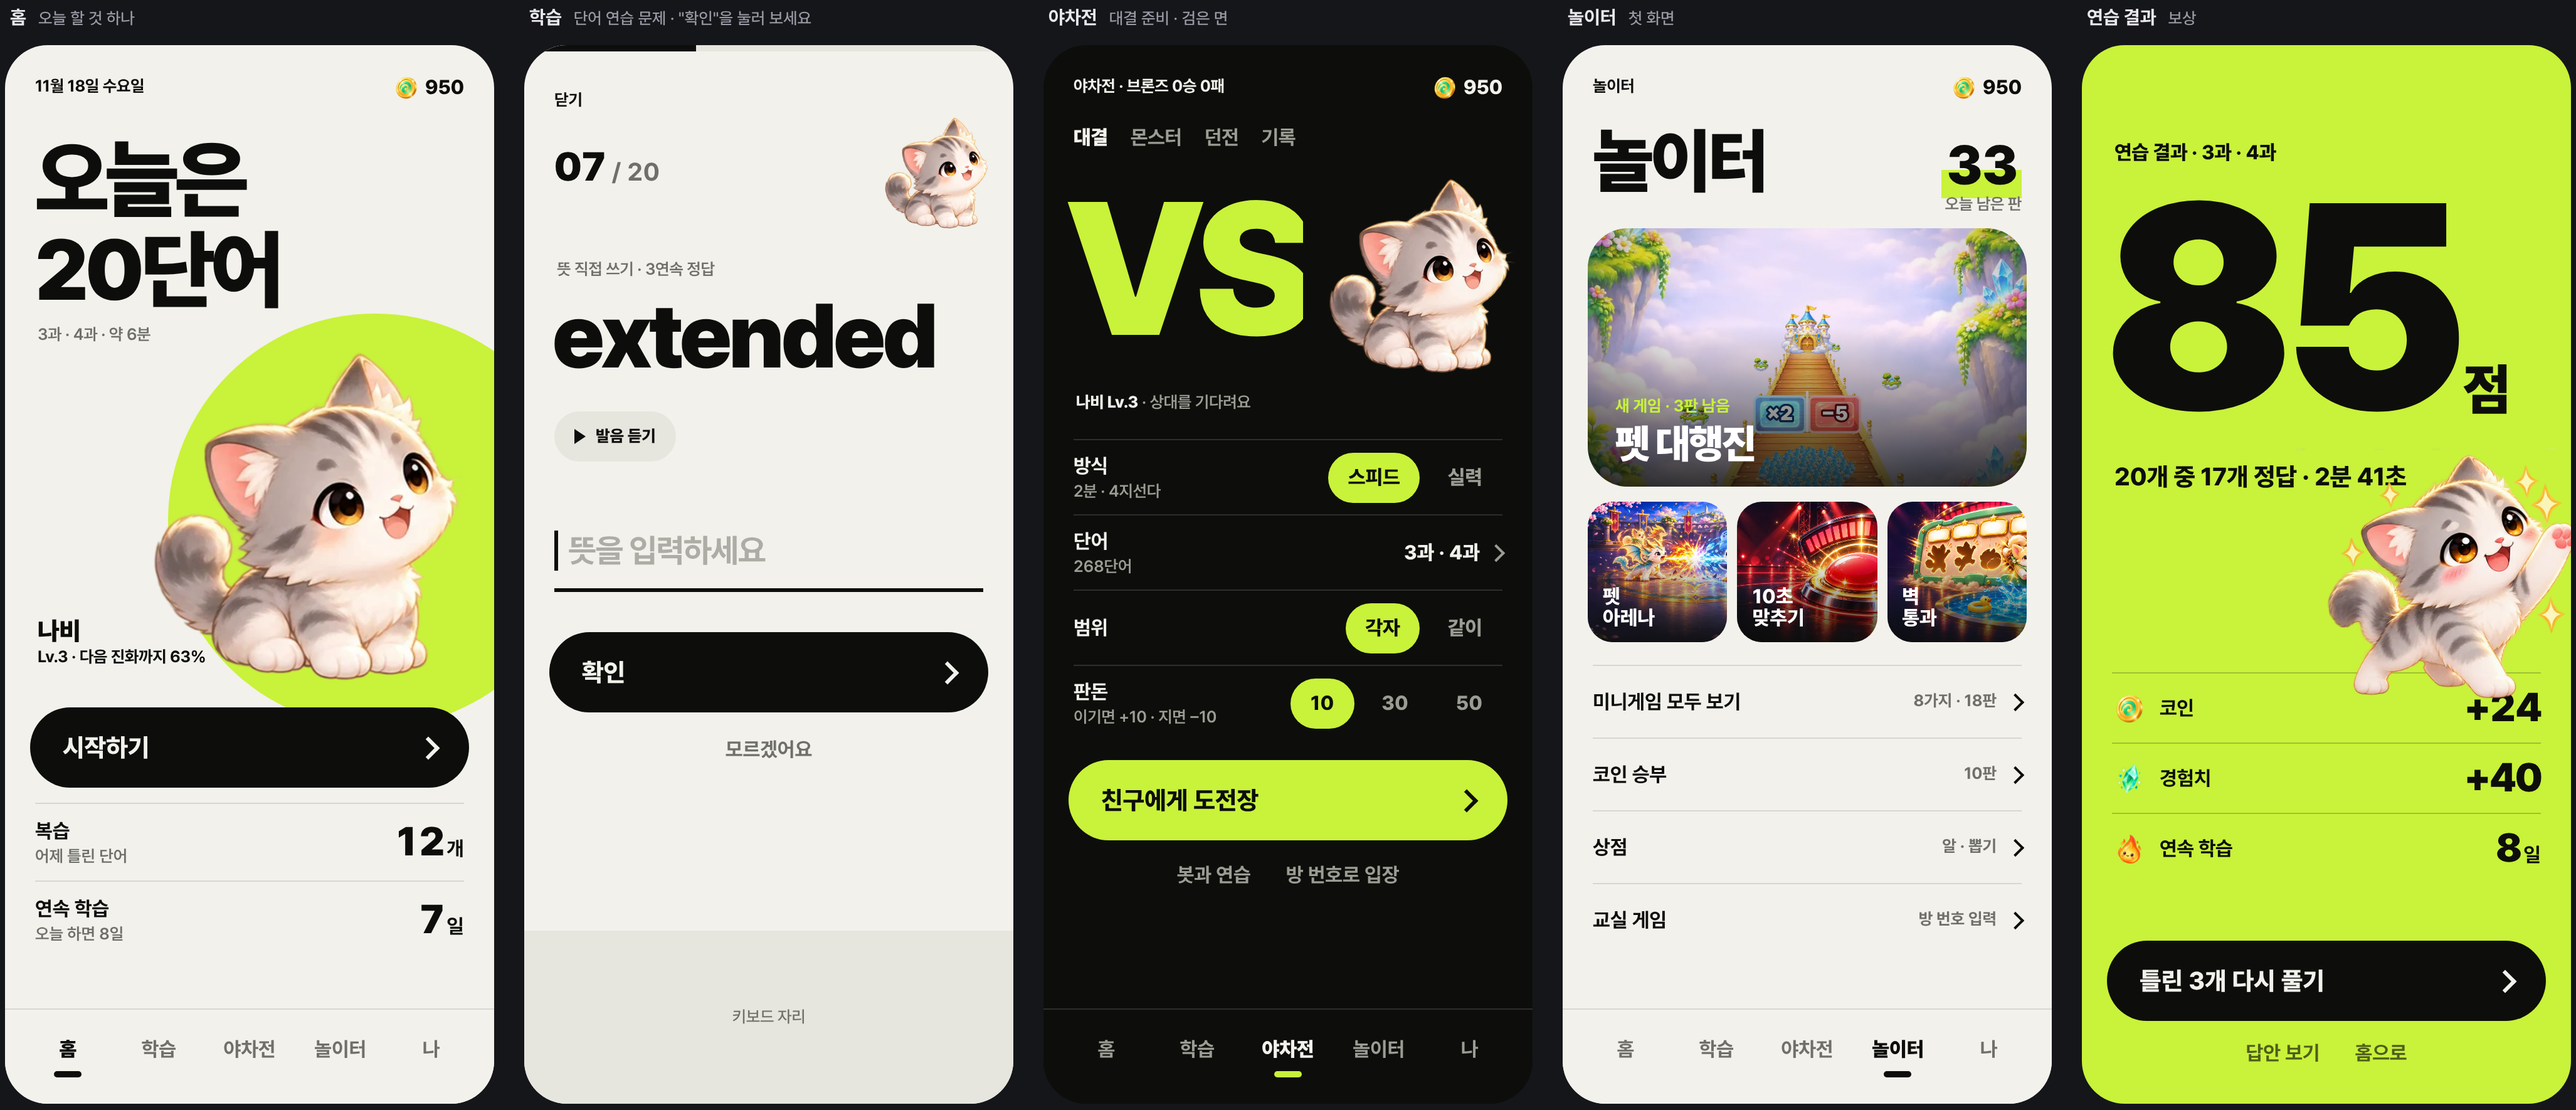 홈 오늘 할 것 하나
11월 18일 수요일
950
오늘은
20단어
3과 · 4과 · 약 6분
나비
Lv.3 · 다음 진화까지 63%
시작하기
복습
어제 틀린 단어
12개
연속 학습
오늘 하면 8일
7일
홈 학습 야차전 놀이터 나
학습 단어 연습 문제 · "확인"을 눌러 보세요
닫기
07 / 20
뜻 직접 쓰기 · 3연속 정답
extended
발음 듣기
뜻을 입력하세요
확인
모르겠어요
키보드 자리
야차전 대결 준비 · 검은 면
야차전 · 브론즈 0승 0패
950
대결 몬스터 던전 기록
VS
나비 Lv.3 · 상대를 기다려요
방식
2분 · 4지선다
스피드 실력
단어
268단어
3과 · 4과
범위
각자 같이
판돈
이기면 +10 · 지면 −10
10 30 50
친구에게 도전장
봇과 연습 방 번호로 입장
홈 학습 야차전 놀이터 나
놀이터 첫 화면
놀이터
950
놀이터
33
오늘 남은 판
×2 −5
새 게임 · 3판 남음
펫 대행진
펫
아레나
10초
맞추기
벽
통과
미니게임 모두 보기
8가지 · 18판
코인 승부
10판
상점
알 · 뽑기
교실 게임
방 번호 입력
홈 학습 야차전 놀이터 나
연습 결과 보상
연습 결과 · 3과 · 4과
85점
20개 중 17개 정답 · 2분 41초
코인
+24
경험치
+40
연속 학습
8일
틀린 3개 다시 풀기
답안 보기 홈으로